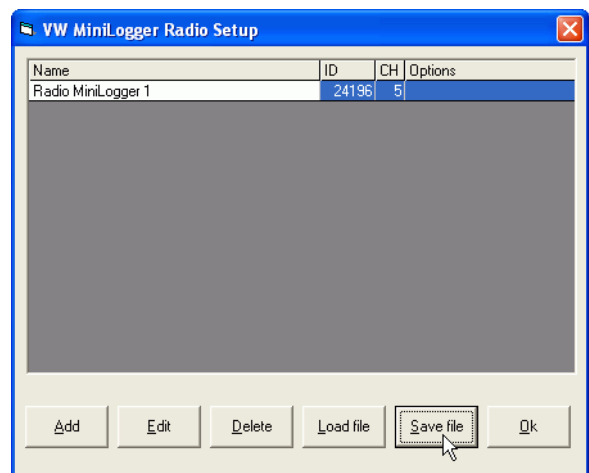 VW MiniLogger Radio Setup
Name ID CH Options
Radio MiniLogger 1 24196 5
Add Edit Delete Load file Save file Ok